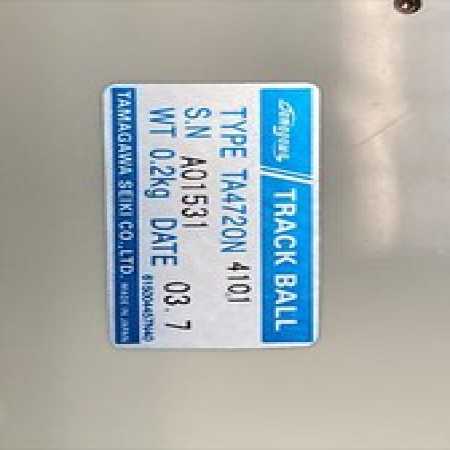 Tamagawa TRACK BALL
TYPE TA4720N 4101
S.N A01531
WT 0.2kg DATE 03.7
TAMAGAWA SEIKI CO.,LTD. MADE IN JAPAN